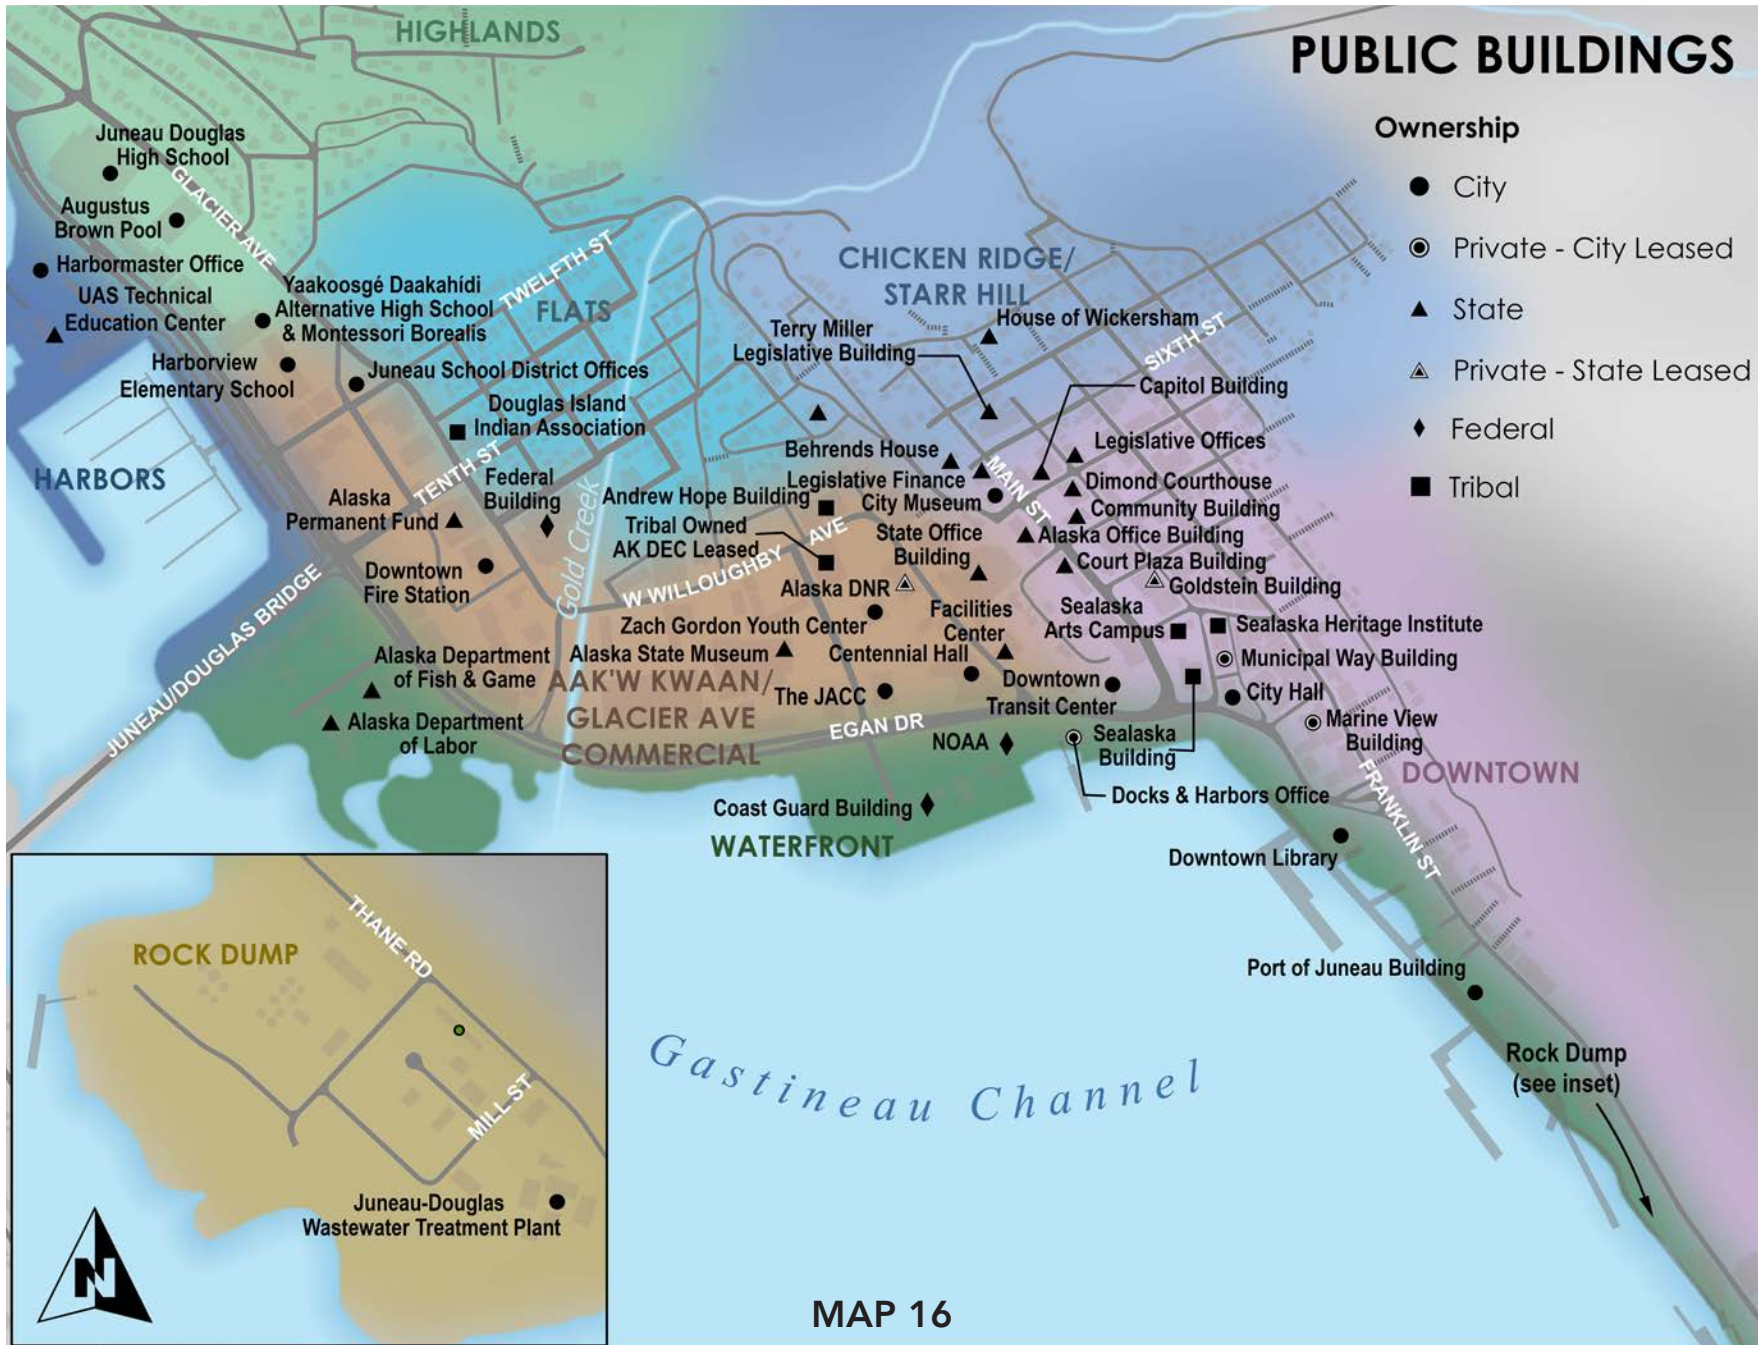 PUBLIC BUILDINGS
Ownership
City
Private - City Leased
State
Private - State Leased
Federal
Tribal
HIGHLANDS
Juneau Douglas
High School
GLACIER AVE
Augustus
Brown Pool
Harbormaster Office
UAS Technical
Education Center
Yaakoosgé Daakahídi
Alternative High School
& Montessori Borealis
Harborview
Elementary School
Juneau School District Offices
TWELFTH ST
FLATS
Douglas Island
Indian Association
HARBORS
TENTH ST
Alaska
Permanent Fund
Federal
Building
Downtown
Fire Station
Gold Creek
CHICKEN RIDGE/
STARR HILL
House of Wickersham
Terry Miller
Legislative Building
SIXTH ST
Capitol Building
Behrends House
Legislative Finance
City Museum
MAIN ST
Legislative Offices
Dimond Courthouse
Community Building
Alaska Office Building
Court Plaza Building
Goldstein Building
Andrew Hope Building
Tribal Owned
AK DEC Leased
W WILLOUGHBY AVE
State Office
Building
Alaska DNR
Zach Gordon Youth Center
Facilities
Center
Sealaska
Arts Campus
Sealaska Heritage Institute
Municipal Way Building
City Hall
Marine View
Building
Alaska State Museum
Centennial Hall
The JACC
Downtown
Transit Center
JUNEAU/DOUGLAS BRIDGE
Alaska Department
of Fish & Game
Alaska Department
of Labor
AAK'W KWAAN/
GLACIER AVE
COMMERCIAL
EGAN DR
NOAA
Sealaska
Building
Docks & Harbors Office
Coast Guard Building
WATERFRONT
DOWNTOWN
FRANKLIN ST
Downtown Library
Port of Juneau Building
Rock Dump
(see inset)
Gastineau Channel
ROCK DUMP
THANE RD
MILL ST
Juneau-Douglas
Wastewater Treatment Plant
N
MAP 16